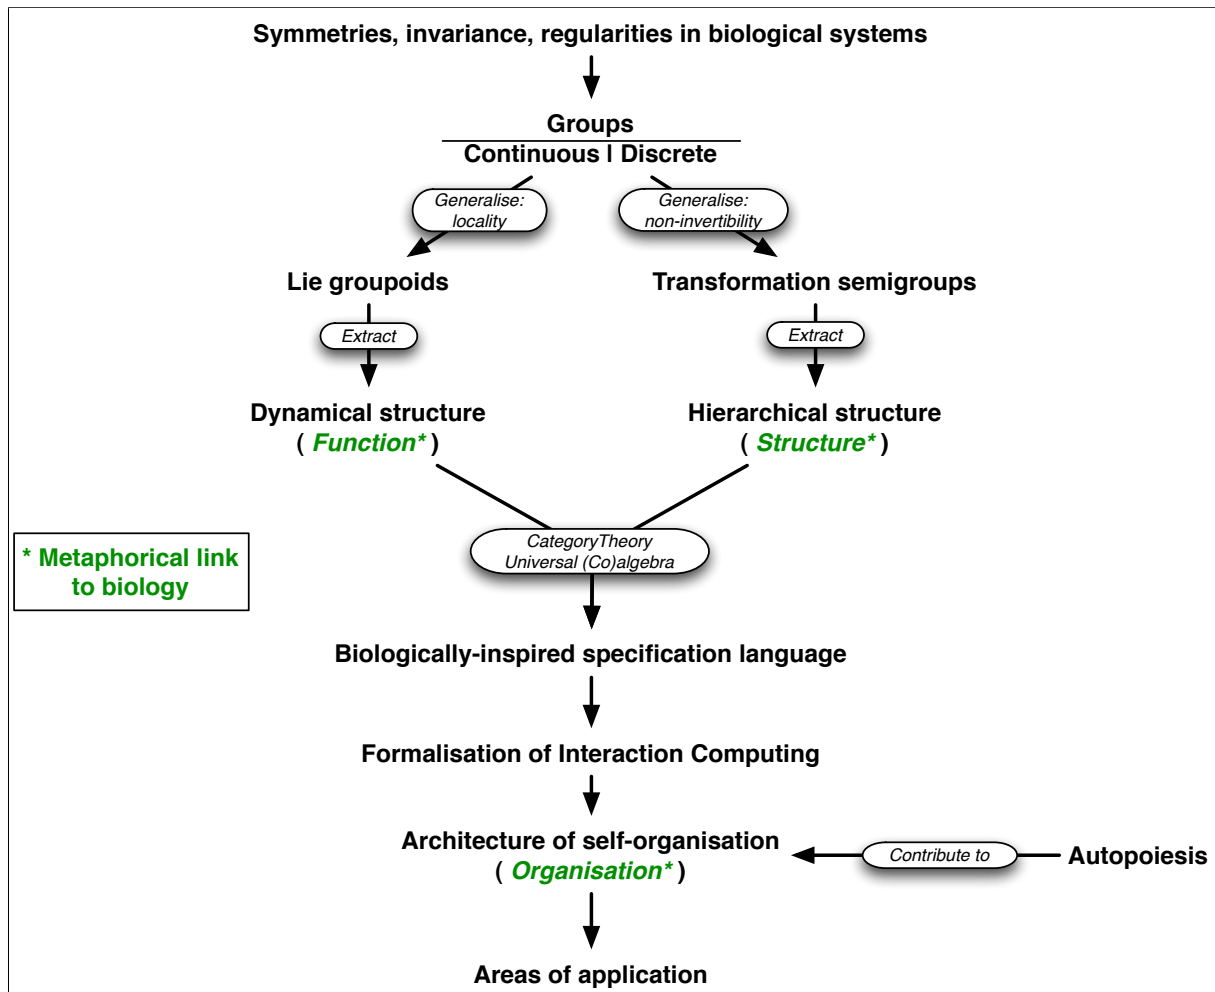 Symmetries, invariance, regularities in biological systems
Groups
Continuous | Discrete
Generalise:
locality
Generalise:
non-invertibility
Lie groupoids
Transformation semigroups
Extract
Extract
Dynamical structure
( Function* )
Hierarchical structure
( Structure* )
CategoryTheory
Universal (Co)algebra
* Metaphorical link
to biology
Biologically-inspired specification language
Formalisation of Interaction Computing
Architecture of self-organisation
( Organisation* )
Contribute to
Autopoiesis
Areas of application